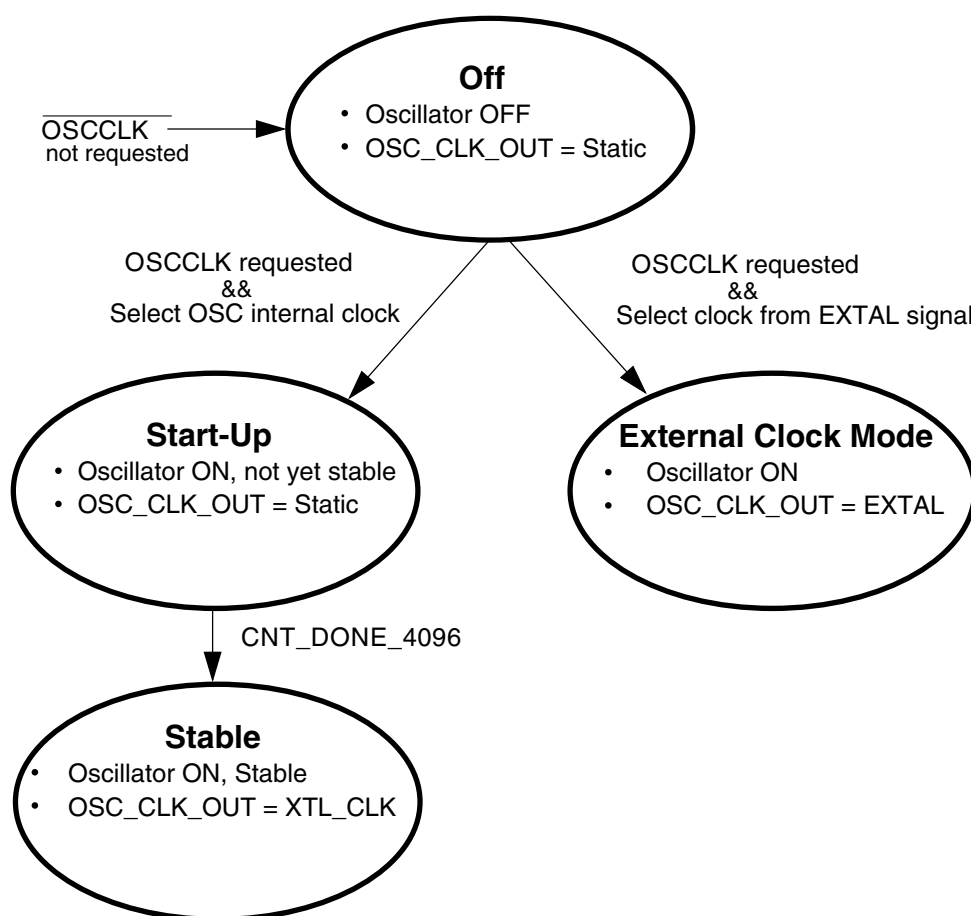 Off
• Oscillator OFF
• OSC_CLK_OUT = Static
OSCCLK
not requested
OSCCLK requested
&&
Select OSC internal clock
OSCCLK requested
&&
Select clock from EXTAL signal
Start-Up
• Oscillator ON, not yet stable
• OSC_CLK_OUT = Static
External Clock Mode
• Oscillator ON
• OSC_CLK_OUT = EXTAL
CNT_DONE_4096
Stable
• Oscillator ON, Stable
• OSC_CLK_OUT = XTL_CLK